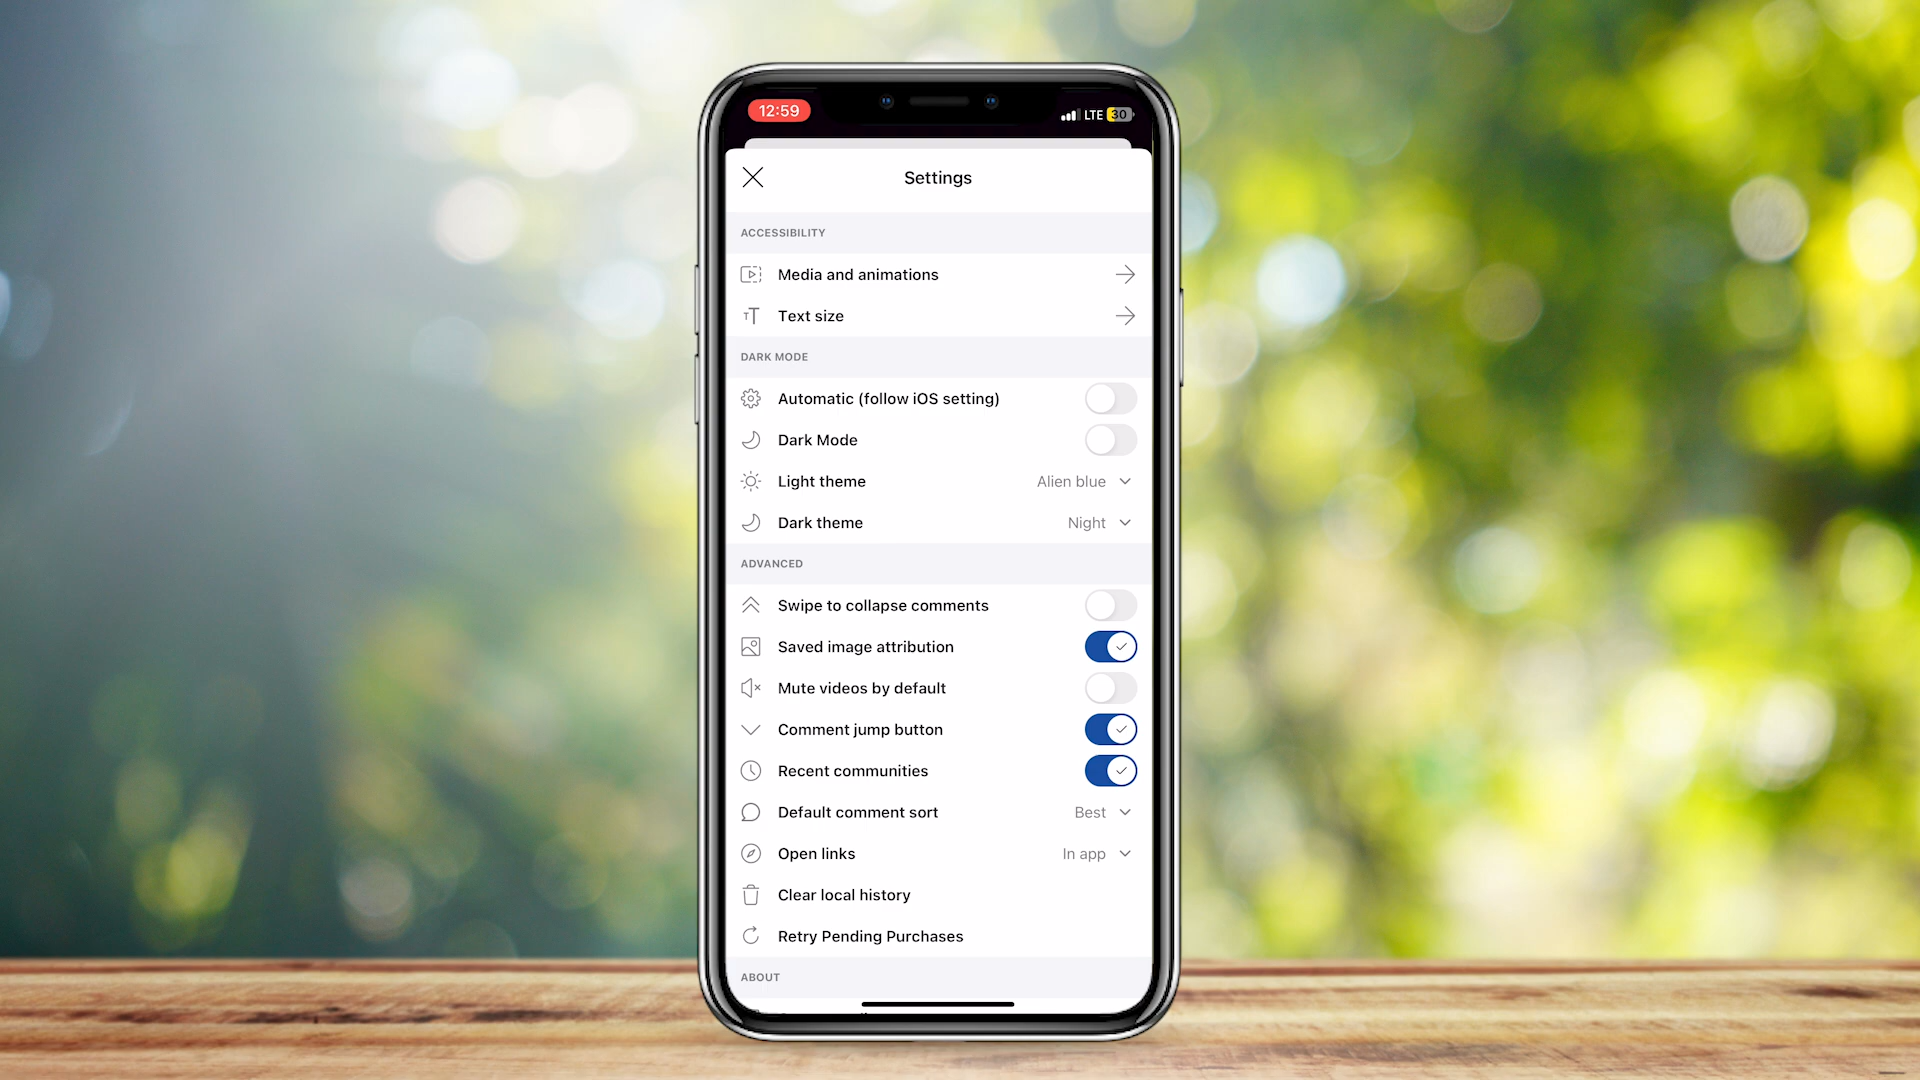 12:59
LTE 30
Settings
ACCESSIBILITY
Media and animations
Text size
DARK MODE
Automatic (follow iOS setting)
Dark Mode
Light theme Alien blue
Dark theme Night
ADVANCED
Swipe to collapse comments
Saved image attribution
Mute videos by default
Comment jump button
Recent communities
Default comment sort Best
Open links In app
Clear local history
Retry Pending Purchases
ABOUT